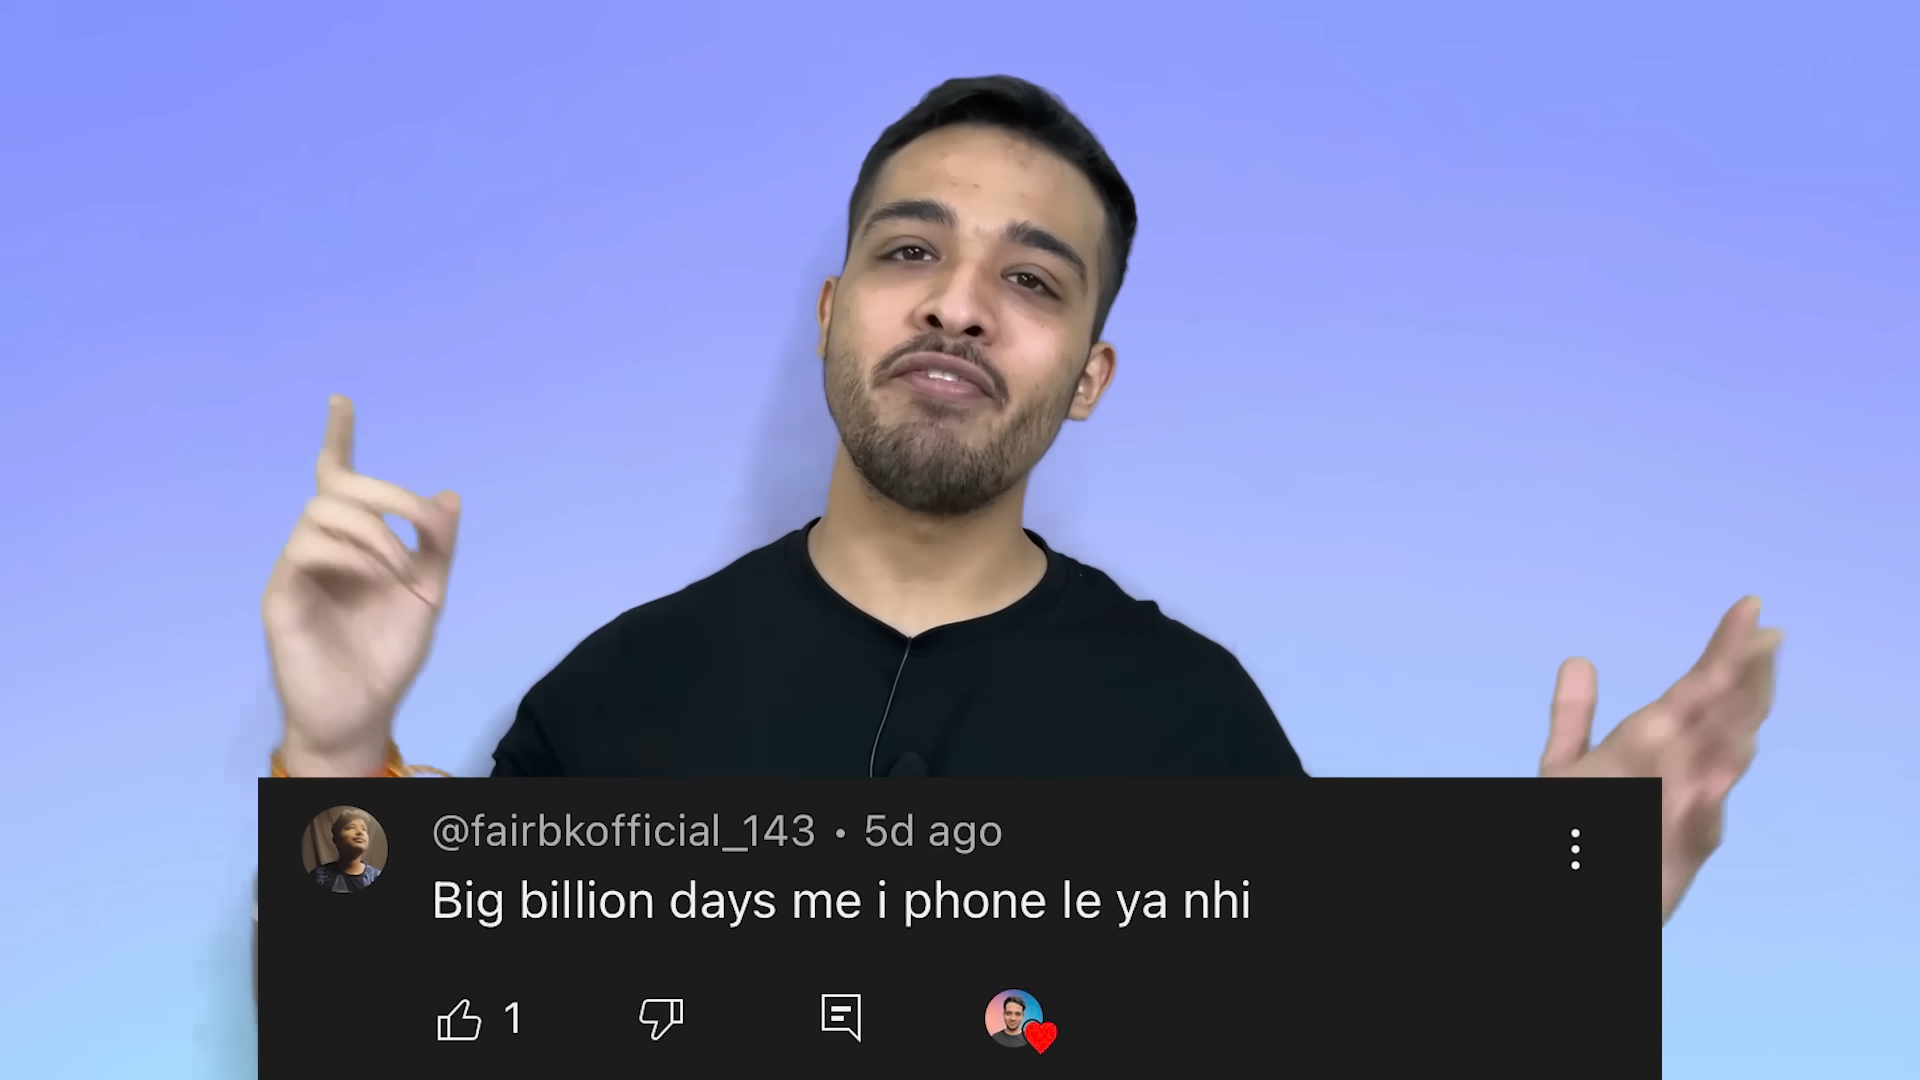 @fairbkofficial_143 • 5d ago
Big billion days me i phone le ya nhi
1